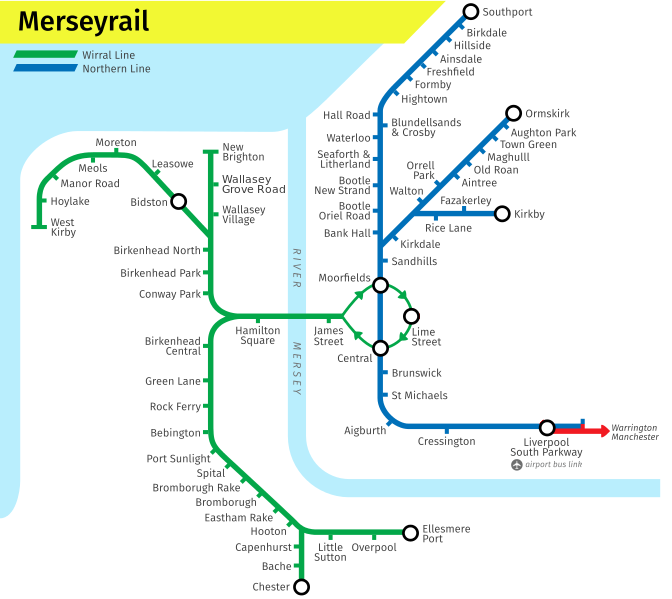 Merseyrail
Wirral Line
Northern Line
Southport
Birkdale
Hillside
Ainsdale
Freshfield
Formby
Hightown
Hall Road
Blundellsands
& Crosby
Waterloo
Seaforth &
Litherland
Bootle
New Strand
Bootle
Oriel Road
Bank Hall
Ormskirk
Aughton Park
Town Green
Maghulll
Old Roan
Aintree
Orrell
Park
Walton
Fazakerley
Kirkby
Rice Lane
Kirkdale
Sandhills
Moorfields
Lime
Street
Central
Brunswick
St Michaels
Aigburth
Cressington
Liverpool
South Parkway
airport bus link
Warrington
Manchester
RIVER
MERSEY
Moreton
Meols
Manor Road
Hoylake
West
Kirby
Leasowe
Bidston
New
Brighton
Wallasey
Grove Road
Wallasey
Village
Birkenhead North
Birkenhead Park
Conway Park
Hamilton
Square
James
Street
Birkenhead
Central
Green Lane
Rock Ferry
Bebington
Port Sunlight
Spital
Bromborough Rake
Bromborough
Eastham Rake
Hooton
Capenhurst
Bache
Chester
Little
Sutton
Overpool
Ellesmere
Port